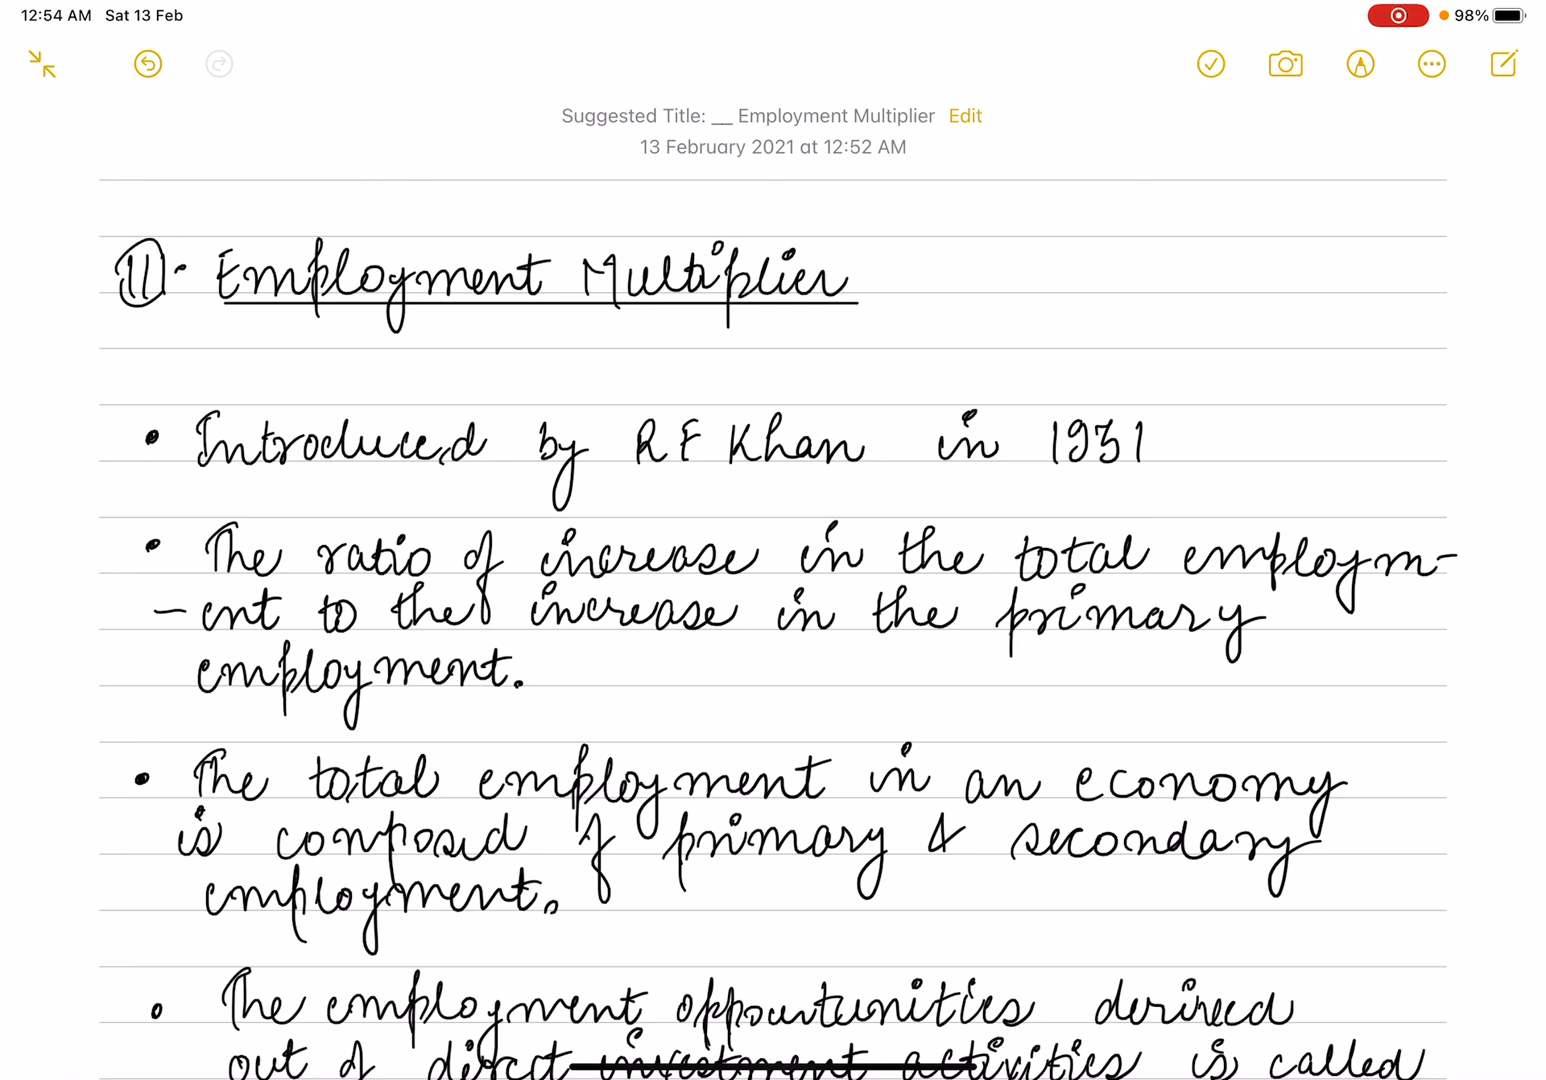 12:54 AM Sat 13 Feb
98%
Suggested Title: __ Employment Multiplier Edit
13 February 2021 at 12:52 AM
11. Employment Multiplier
• Introduced by R F Khan in 1931
• The ratio of increase in the total employm-
-ent to the increase in the primary
employment.
• The total employment in an economy
is composed of primary & secondary
employment.
• The employment opportunities derived
out of direct investment activities is called